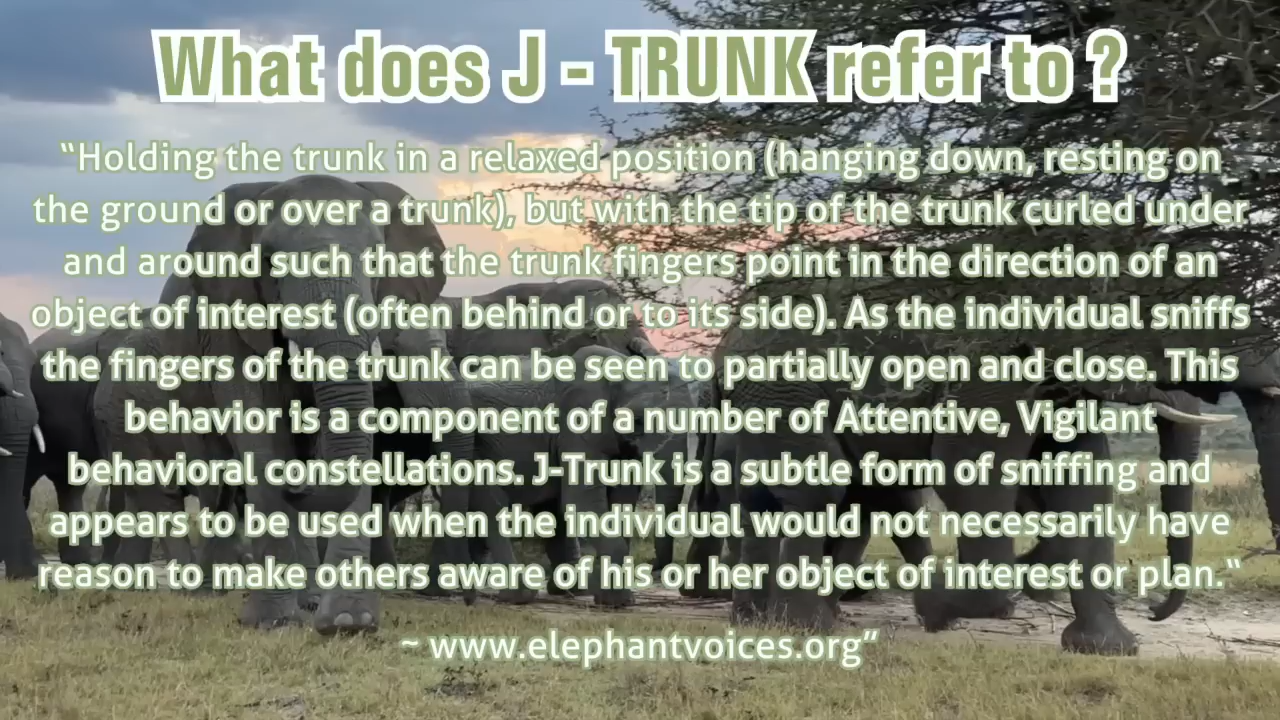 What does J - TRUNK refer to ?
“Holding the trunk in a relaxed position (hanging down, resting on
the ground or over a trunk), but with the tip of the trunk curled under
and around such that the trunk fingers point in the direction of an
object of interest (often behind or to its side). As the individual sniffs
the fingers of the trunk can be seen to partially open and close. This
behavior is a component of a number of Attentive, Vigilant
behavioral constellations. J-Trunk is a subtle form of sniffing and
appears to be used when the individual would not necessarily have
reason to make others aware of his or her object of interest or plan.“
~ www.elephantvoices.org”